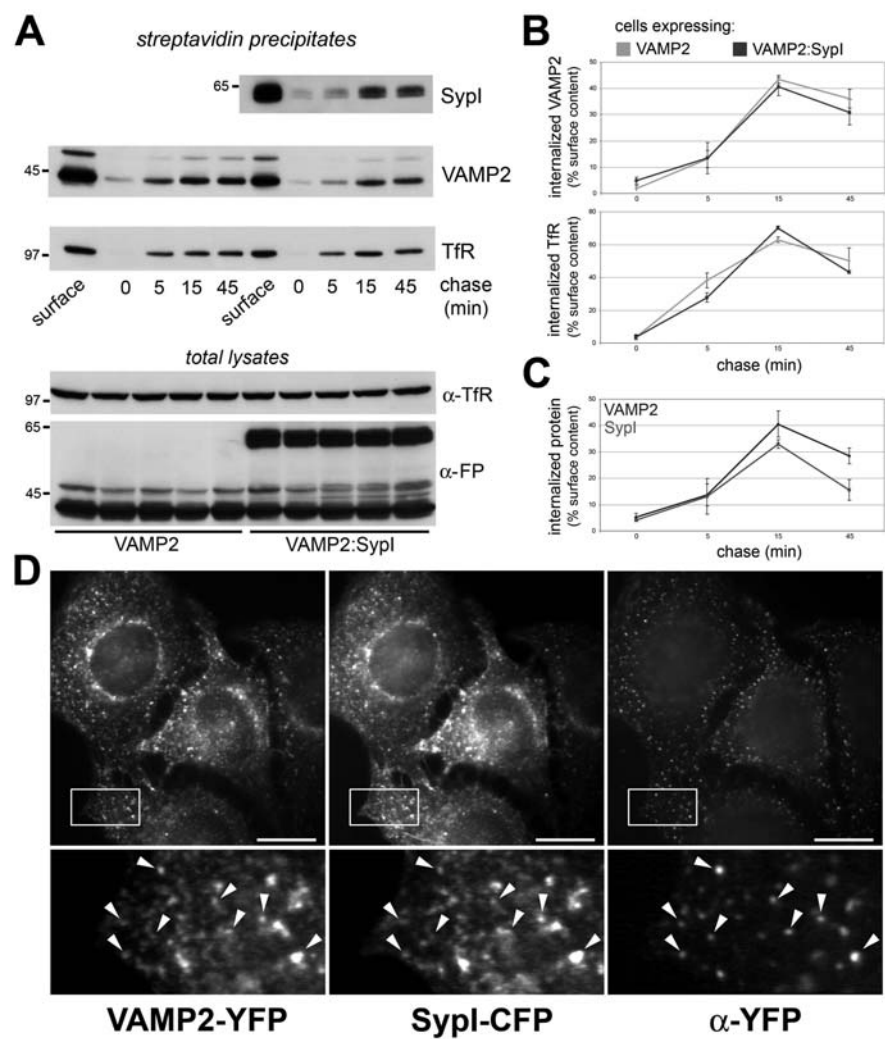 A
streptavidin precipitates
65
SypI
45
VAMP2
97
TfR
surface 0 5 15 45 surface 0 5 15 45 chase (min)
total lysates
97
α-TfR
65
45
α-FP
VAMP2 VAMP2:SypI
B
cells expressing:
VAMP2 VAMP2:SypI
internalized VAMP2
(% surface content)
50
40
30
20
10
0
0 5 15 45
internalized TfR
(% surface content)
80
60
40
20
0
0 5 15 45
chase (min)
C
VAMP2
SypI
internalized protein
(% surface content)
50
40
30
20
10
0
0 5 15 45
chase (min)
D
VAMP2-YFP SypI-CFP α-YFP